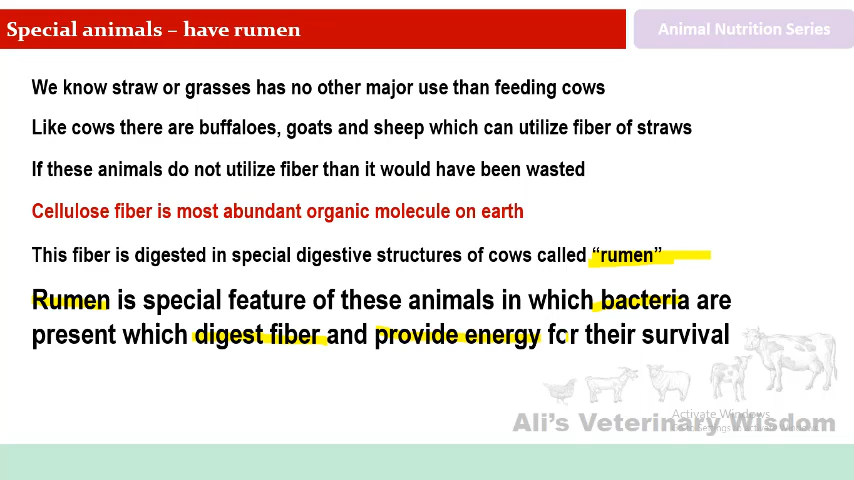 Special animals – have rumen
Animal Nutrition Series
We know straw or grasses has no other major use than feeding cows
Like cows there are buffaloes, goats and sheep which can utilize fiber of straws
If these animals do not utilize fiber than it would have been wasted
Cellulose fiber is most abundant organic molecule on earth
This fiber is digested in special digestive structures of cows called “rumen”
Rumen is special feature of these animals in which bacteria are
present which digest fiber and provide energy for their survival
Activate Windows
Ali’s Veterinary Wisdom